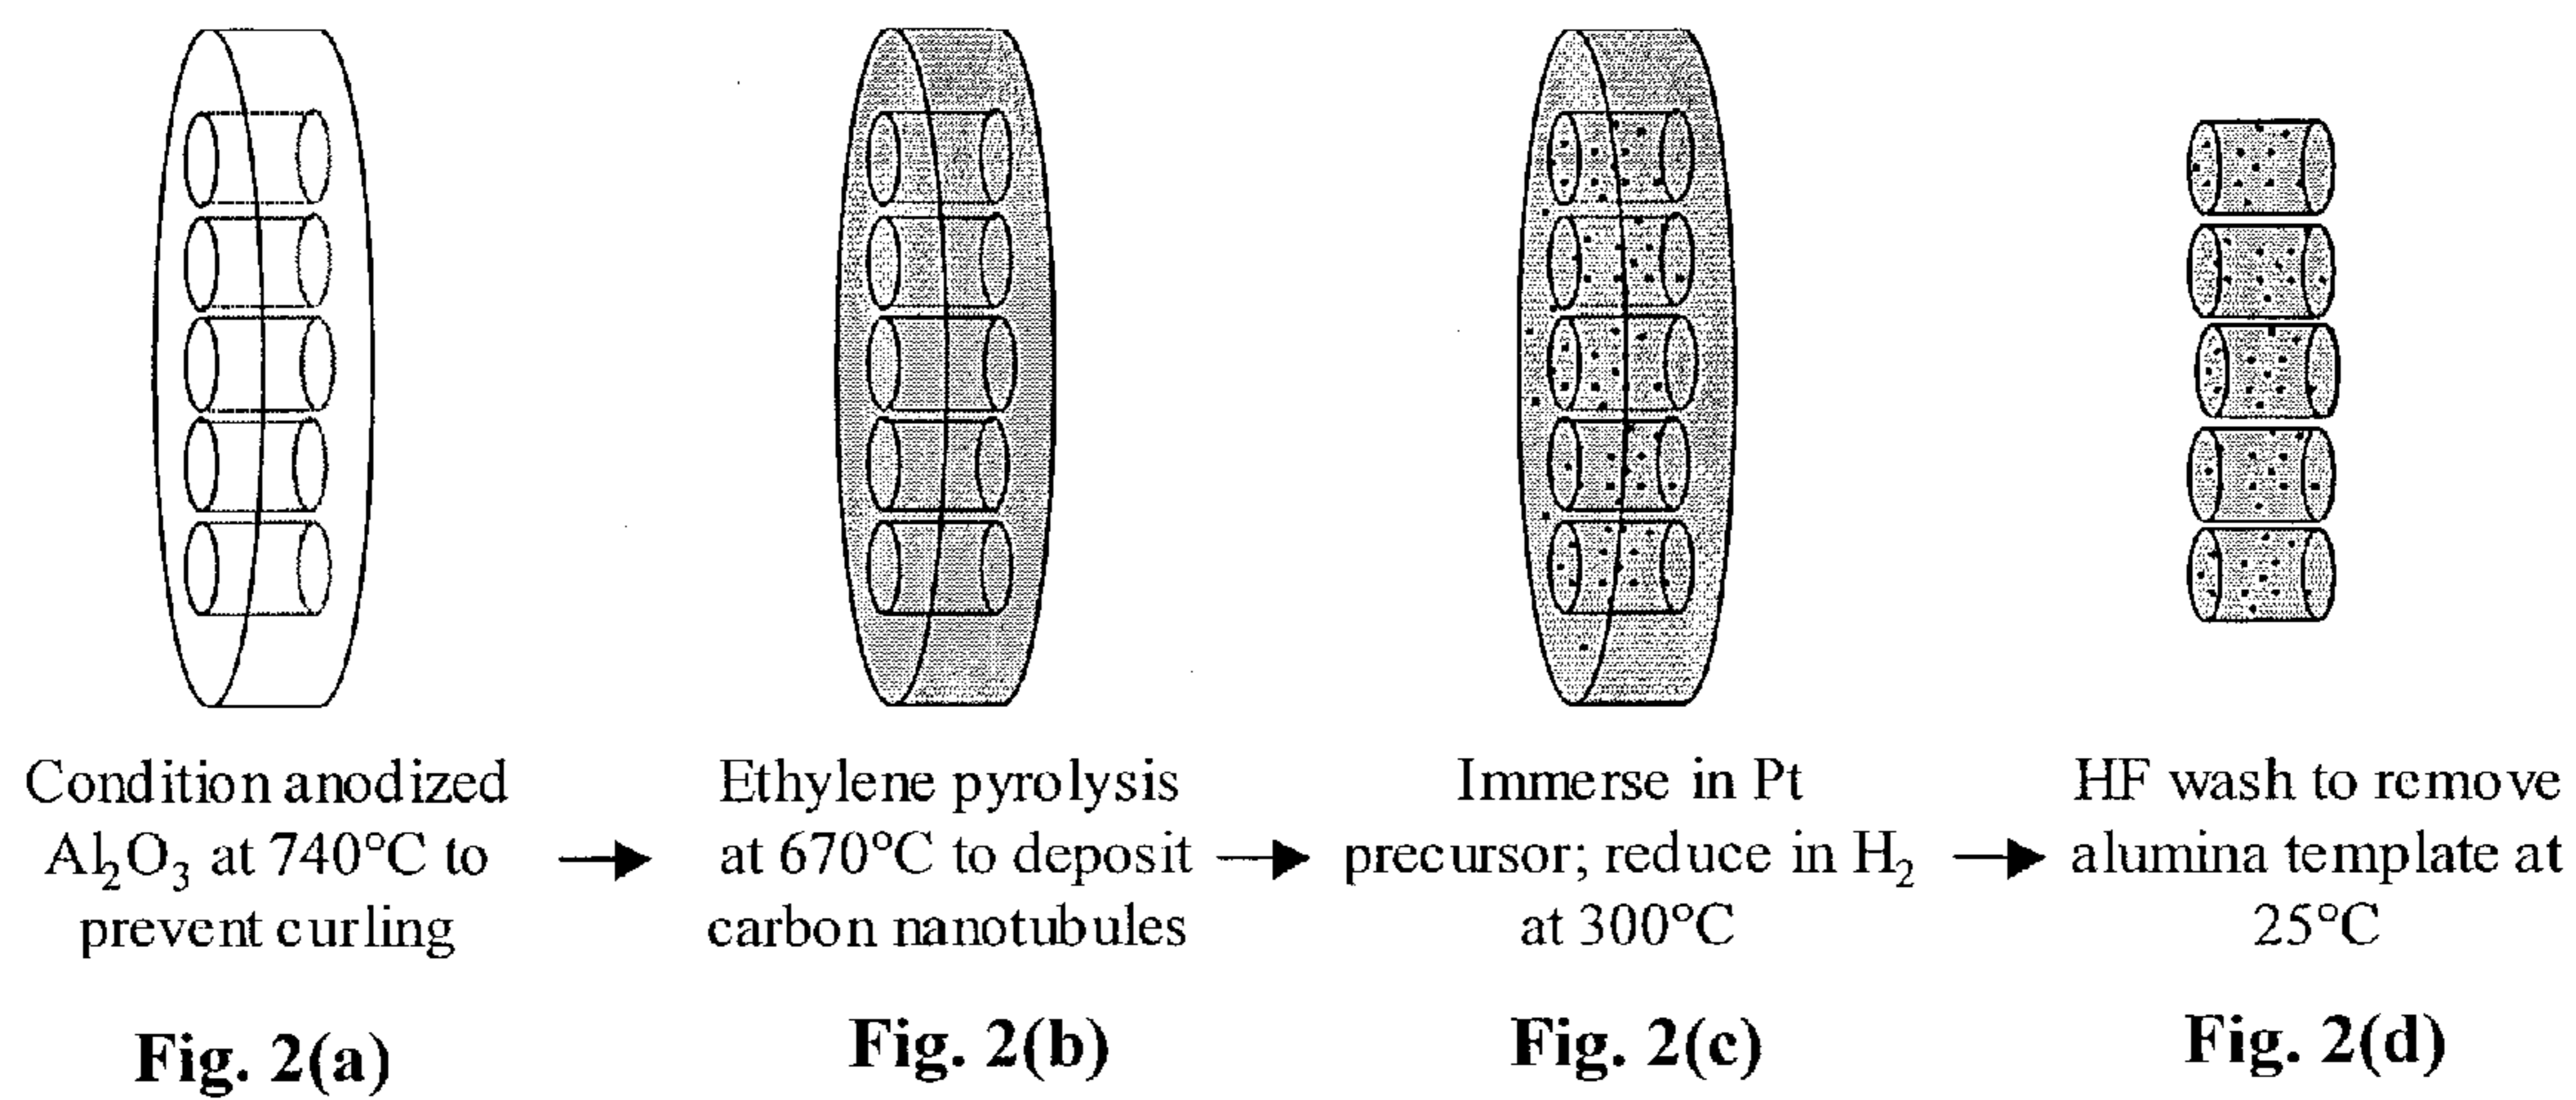 Condition anodized
Al₂O₃ at 740°C to
prevent curling
Fig. 2(a)
Ethylene pyrolysis
at 670°C to deposit
carbon nanotubules
Fig. 2(b)
Immerse in Pt
precursor; reduce in H₂
at 300°C
Fig. 2(c)
HF wash to remove
alumina template at
25°C
Fig. 2(d)